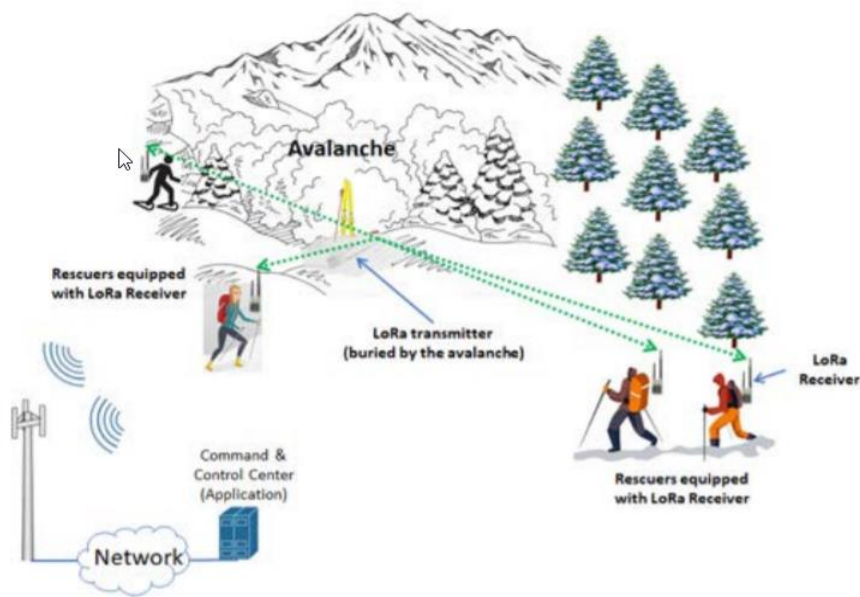 Avalanche
Rescuers equipped
with LoRa Receiver
LoRa transmitter
(buried by the avalanche)
LoRa
Receiver
Command &
Control Center
(Application)
Rescuers equipped
with LoRa Receiver
Network